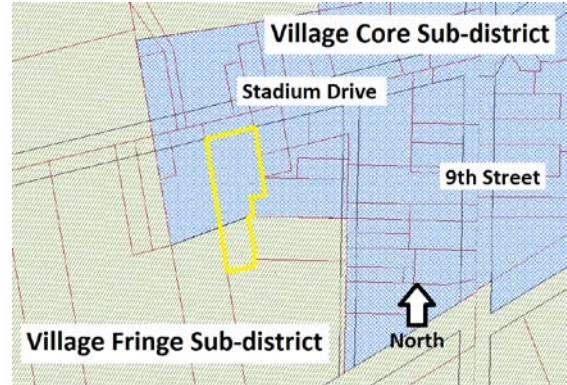 Village Core Sub-district
Stadium Drive
9th Street
Village Fringe Sub-district
North